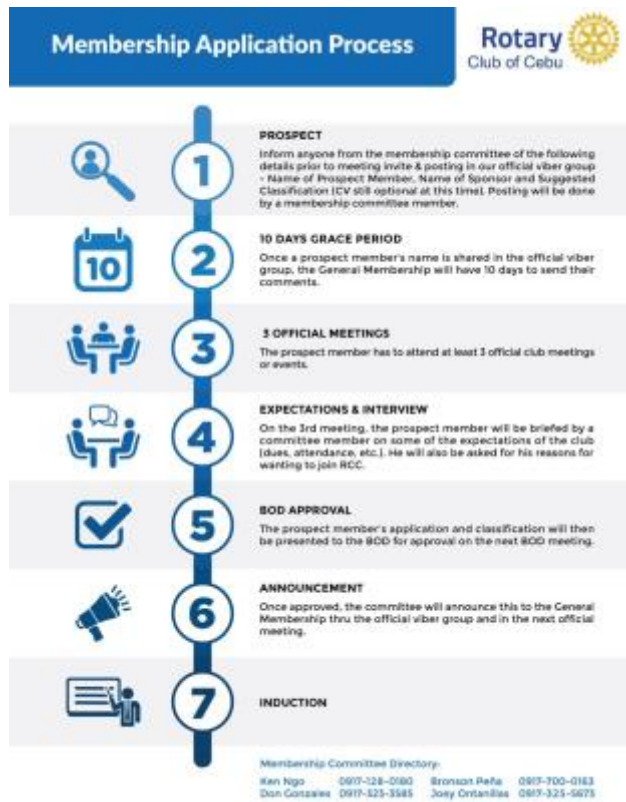 Membership Application Process
Rotary
Club of Cebu
1
PROSPECT
Inform anyone from the membership committee of the following
details prior to meeting invite & posting in our official viber group
- Name of Prospect Member, Name of Sponsor and Suggested
Classification (CV still optional at this time). Posting will be done
by a membership committee member.
10
2
10 DAYS GRACE PERIOD
Once a prospect member's name is shared in the official viber
group, the General Membership will have 10 days to send their
comments.
3
3 OFFICIAL MEETINGS
The prospect member has to attend at least 3 official club meetings
or events.
4
EXPECTATIONS & INTERVIEW
On the 3rd meeting, the prospect member will be briefed by a
committee member on some of the expectations of the club
(dues, attendance, etc.). He will also be asked for his reasons for
wanting to join RCC.
5
BOD APPROVAL
The prospect member's application and classification will then
be presented to the BOD for approval on the next BOD meeting.
6
ANNOUNCEMENT
Once approved, the committee will announce this to the General
Membership thru the official viber group and in the next official
meeting.
7
INDUCTION
Membership Committee Directory:
Ken Ngo 0917-128-0180 Bronson Peña 0917-700-0163
Don Gonzales 0917-323-3585 Josy Ontanillas 0917-325-5673